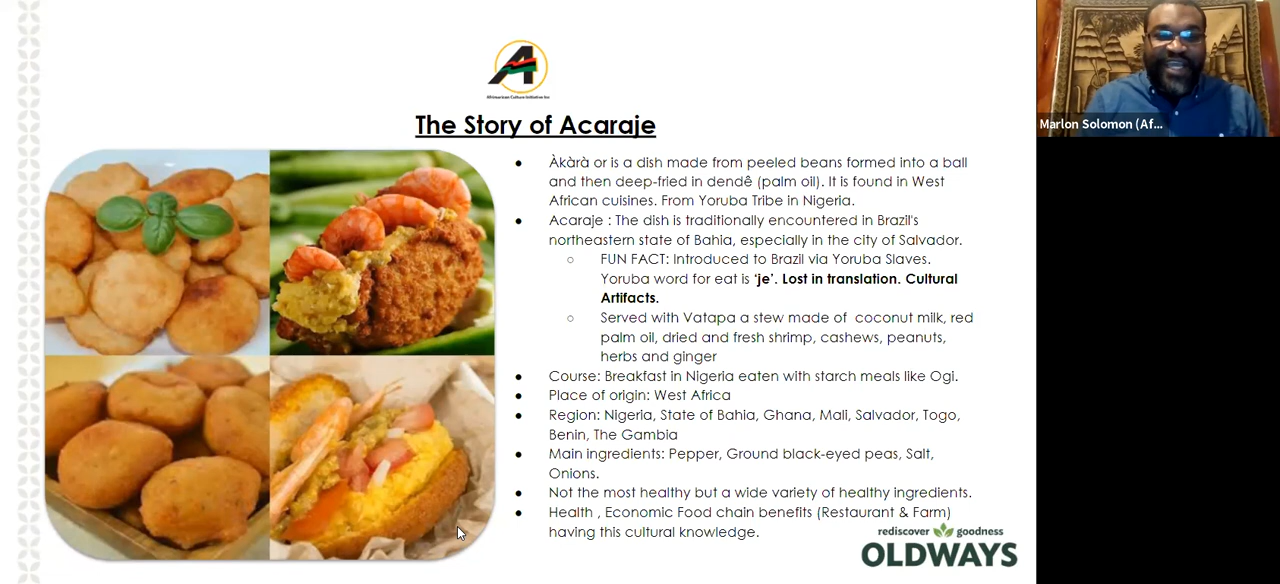 The Story of Acaraje
● Àkàrà or is a dish made from peeled beans formed into a ball
and then deep-fried in dendê (palm oil). It is found in West
African cuisines. From Yoruba Tribe in Nigeria.
● Acaraje : The dish is traditionally encountered in Brazil's
northeastern state of Bahia, especially in the city of Salvador.
○ FUN FACT: Introduced to Brazil via Yoruba Slaves.
Yoruba word for eat is 'je'. Lost in translation. Cultural
Artifacts.
○ Served with Vatapa a stew made of coconut milk, red
palm oil, dried and fresh shrimp, cashews, peanuts,
herbs and ginger
● Course: Breakfast in Nigeria eaten with starch meals like Ogi.
● Place of origin: West Africa
● Region: Nigeria, State of Bahia, Ghana, Mali, Salvador, Togo,
Benin, The Gambia
● Main ingredients: Pepper, Ground black-eyed peas, Salt,
Onions.
● Not the most healthy but a wide variety of healthy ingredients.
● Health , Economic Food chain benefits (Restaurant & Farm)
having this cultural knowledge.
rediscover goodness
OLDWAYS
Marlon Solomon (Af...